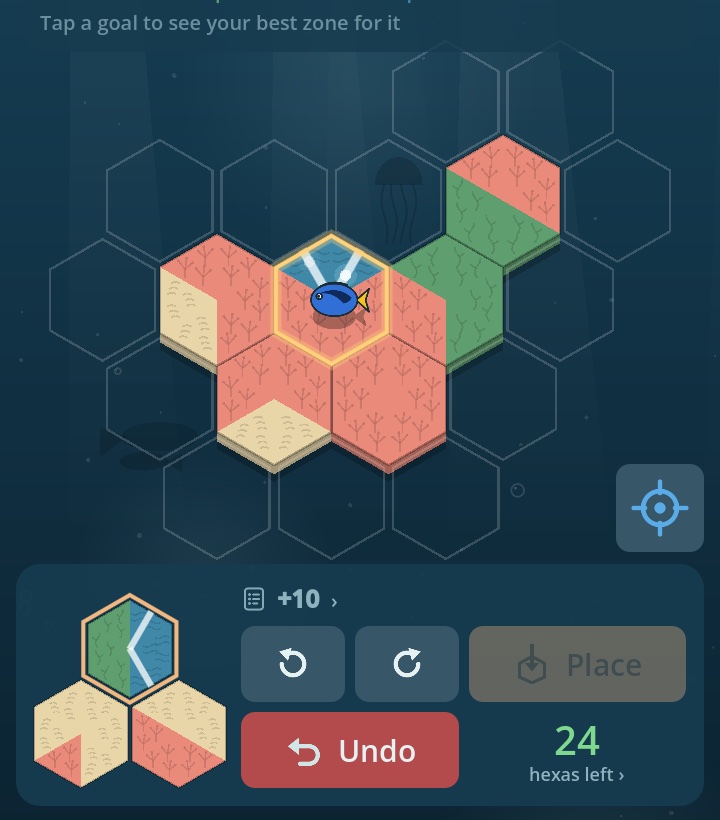 Tap a goal to see your best zone for it
+10 ›
Place
Undo
24
hexas left ›